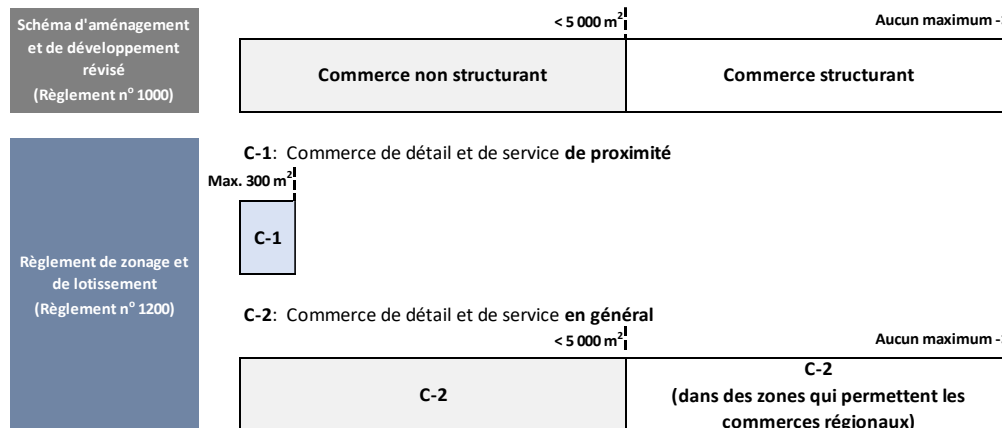 Schéma d'aménagement
et de développement
révisé
(Règlement nº 1000)
< 5 000 m²
Aucun maximum -
Commerce non structurant
Commerce structurant
Règlement de zonage et
de lotissement
(Règlement nº 1200)
C-1: Commerce de détail et de service de proximité
Max. 300 m²
C-1
C-2: Commerce de détail et de service en général
< 5 000 m²
Aucun maximum -
C-2
C-2
(dans des zones qui permettent les
commerces régionaux)